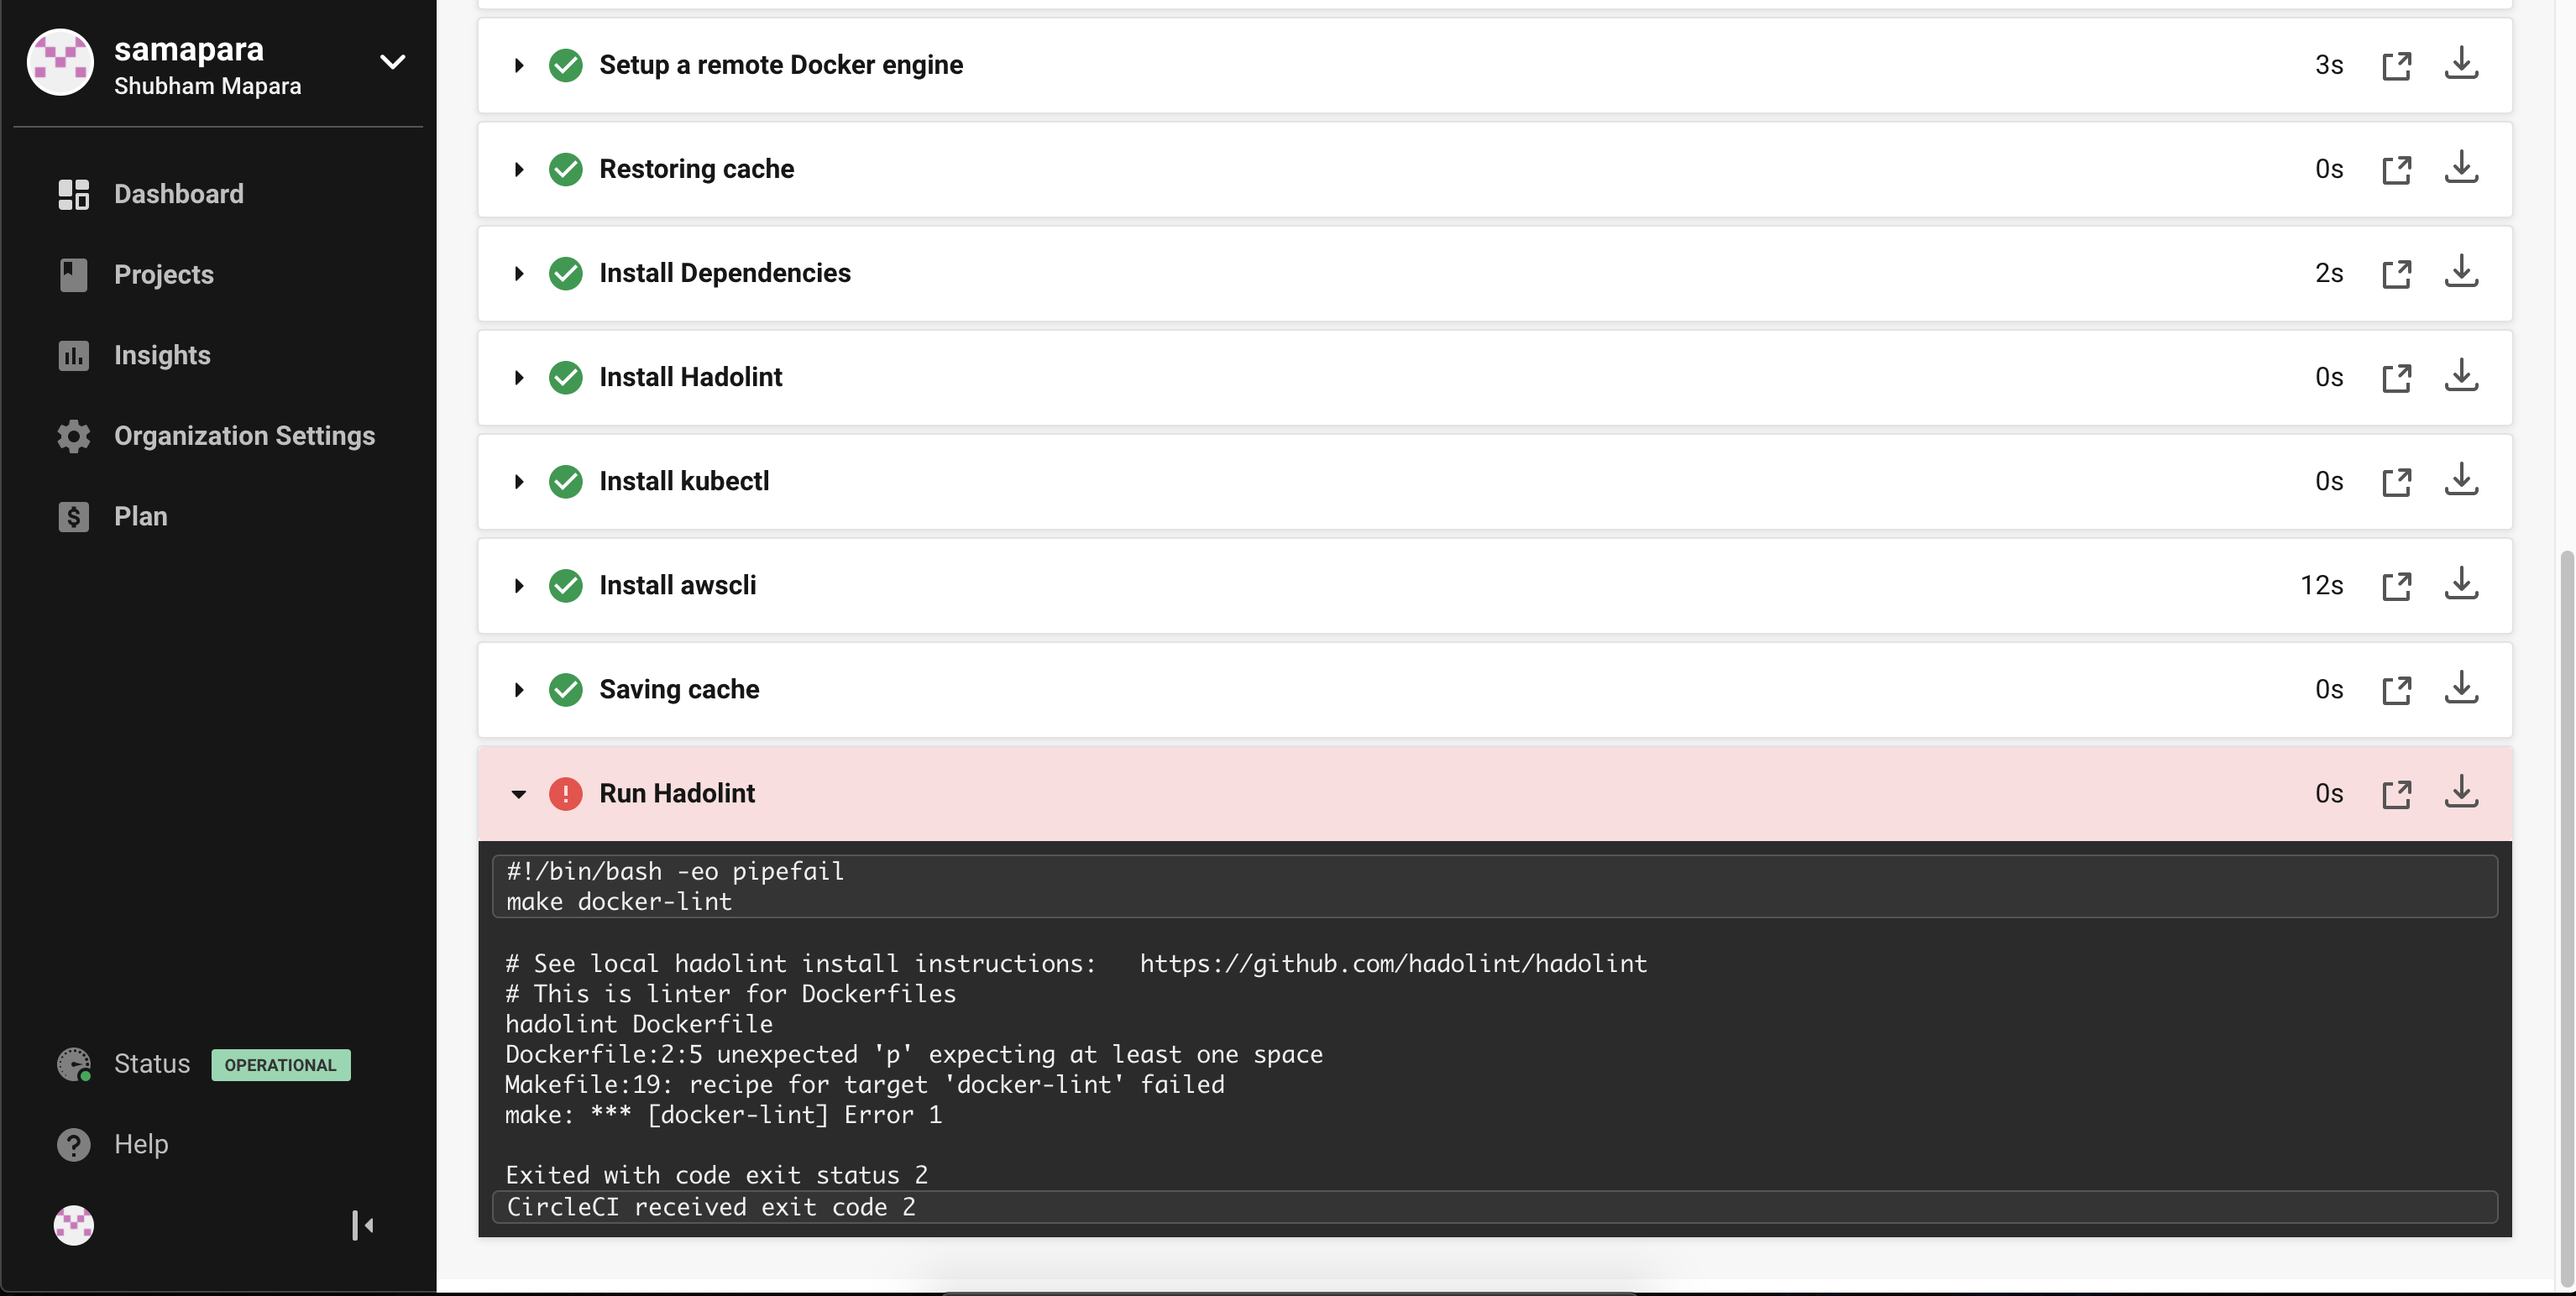 samapara
Shubham Mapara
Dashboard
Projects
Insights
Organization Settings
Plan
Status OPERATIONAL
Help
Setup a remote Docker engine 3s
Restoring cache 0s
Install Dependencies 2s
Install Hadolint 0s
Install kubectl 0s
Install awscli 12s
Saving cache 0s
Run Hadolint 0s
#!/bin/bash -eo pipefail
make docker-lint
# See local hadolint install instructions:   https://github.com/hadolint/hadolint
# This is linter for Dockerfiles
hadolint Dockerfile
Dockerfile:2:5 unexpected 'p' expecting at least one space
Makefile:19: recipe for target 'docker-lint' failed
make: *** [docker-lint] Error 1
Exited with code exit status 2
CircleCI received exit code 2